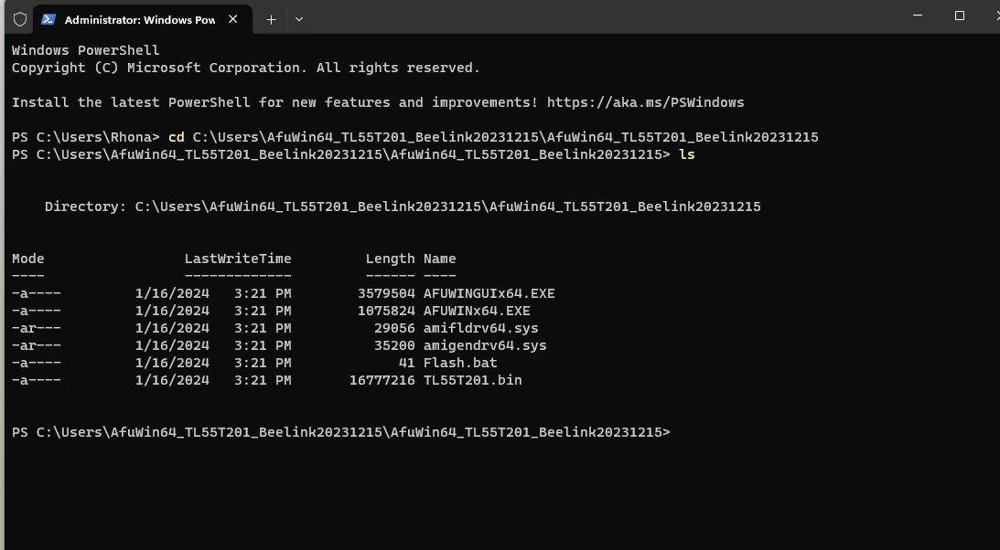 Administrator: Windows Pow
Windows PowerShell
Copyright (C) Microsoft Corporation. All rights reserved.
Install the latest PowerShell for new features and improvements! https://aka.ms/PSWindows
PS C:\Users\Rhona> cd C:\Users\AfuWin64_TL55T201_Beelink20231215\AfuWin64_TL55T201_Beelink20231215
PS C:\Users\AfuWin64_TL55T201_Beelink20231215\AfuWin64_TL55T201_Beelink20231215> ls
    Directory: C:\Users\AfuWin64_TL55T201_Beelink20231215\AfuWin64_TL55T201_Beelink20231215
Mode                 LastWriteTime         Length Name
----                 -------------         ------ ----
-a----         1/16/2024   3:21 PM        3579504 AFUWINGUIx64.EXE
-a----         1/16/2024   3:21 PM        1075824 AFUWINx64.EXE
-ar---         1/16/2024   3:21 PM          29056 amifldrv64.sys
-ar---         1/16/2024   3:21 PM          35200 amigendrv64.sys
-a----         1/16/2024   3:21 PM             41 Flash.bat
-a----         1/16/2024   3:21 PM       16777216 TL55T201.bin
PS C:\Users\AfuWin64_TL55T201_Beelink20231215\AfuWin64_TL55T201_Beelink20231215>